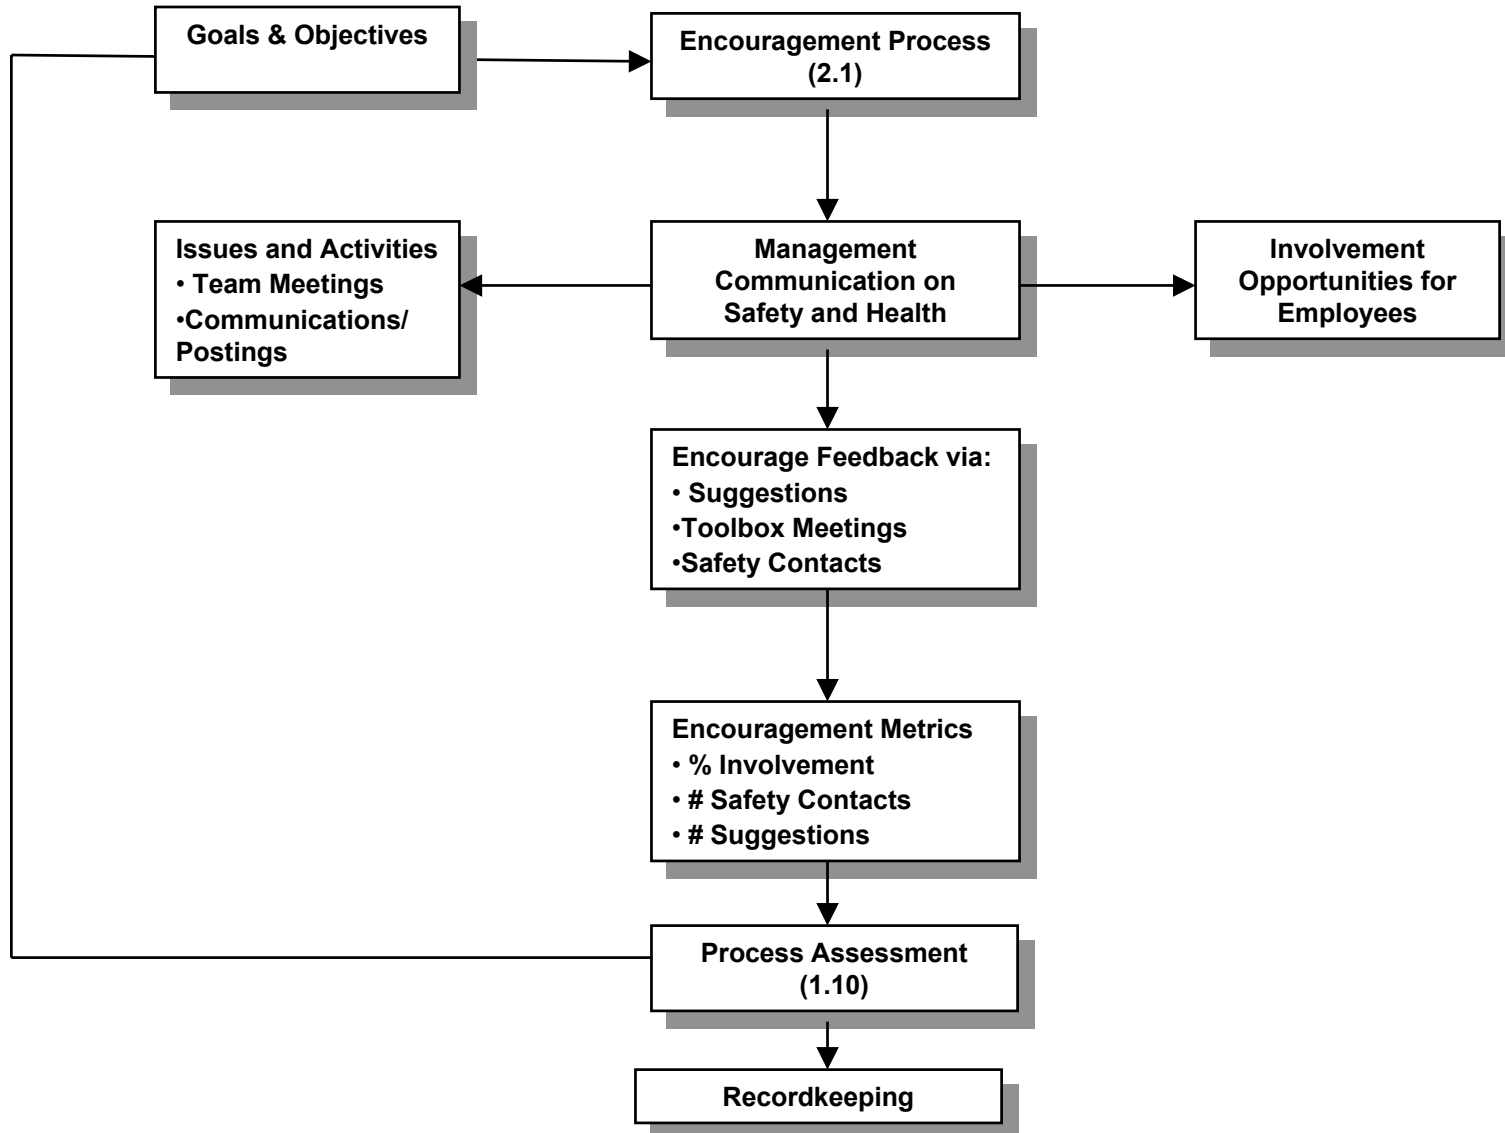 Goals & Objectives
Encouragement Process
(2.1)
Issues and Activities
• Team Meetings
•Communications/
Postings
Management
Communication on
Safety and Health
Involvement
Opportunities for
Employees
Encourage Feedback via:
• Suggestions
•Toolbox Meetings
•Safety Contacts
Encouragement Metrics
• % Involvement
• # Safety Contacts
• # Suggestions
Process Assessment
(1.10)
Recordkeeping